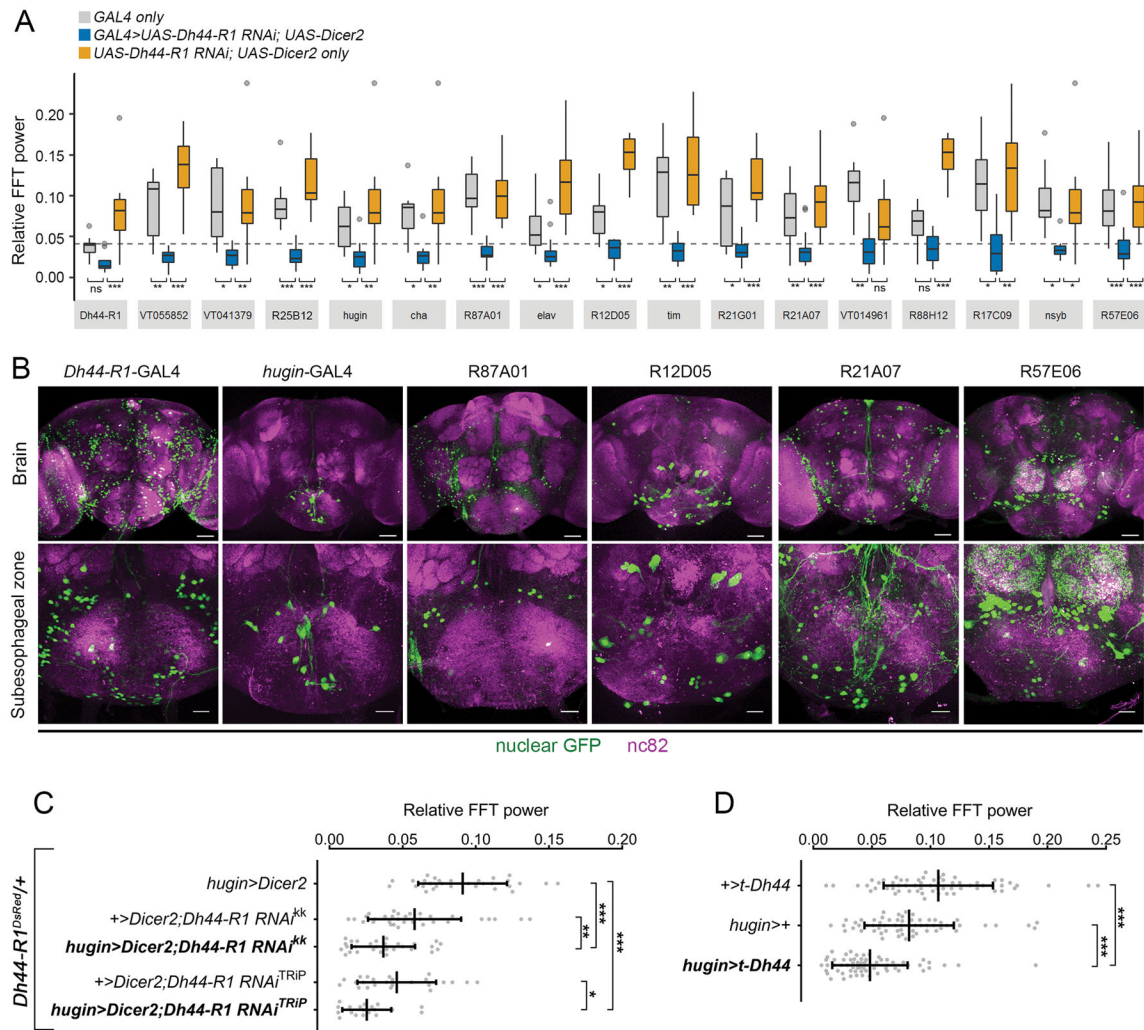 A
GAL4 only
GAL4>UAS-Dh44-R1 RNAi; UAS-Dicer2
UAS-Dh44-R1 RNAi; UAS-Dicer2 only
Relative FFT power
0.20
0.15
0.10
0.05
0.00
ns *** ** *** * ** *** *** * ** * ** *** *** * *** *** *** ** *** * *** ** *** ** ns ns *** * ** * * *** ***
Dh44-R1 VT055852 VT041379 R25B12 hugin cha R87A01 elav R12D05 tim R21G01 R21A07 VT014961 R88H12 R17C09 nsyb R57E06
B
Dh44-R1-GAL4 hugin-GAL4 R87A01 R12D05 R21A07 R57E06
Brain
Subesophageal zone
nuclear GFP nc82
C
Relative FFT power
0.00 0.05 0.10 0.15 0.20
Dh44-R1DsRed/+
hugin>Dicer2
+>Dicer2;Dh44-R1 RNAikk
hugin>Dicer2;Dh44-R1 RNAikk
+>Dicer2;Dh44-R1 RNAiTRiP
hugin>Dicer2;Dh44-R1 RNAiTRiP
**
***
***
*
D
Relative FFT power
0.00 0.05 0.10 0.15 0.20 0.25
+>t-Dh44
hugin>+
hugin>t-Dh44
***
***